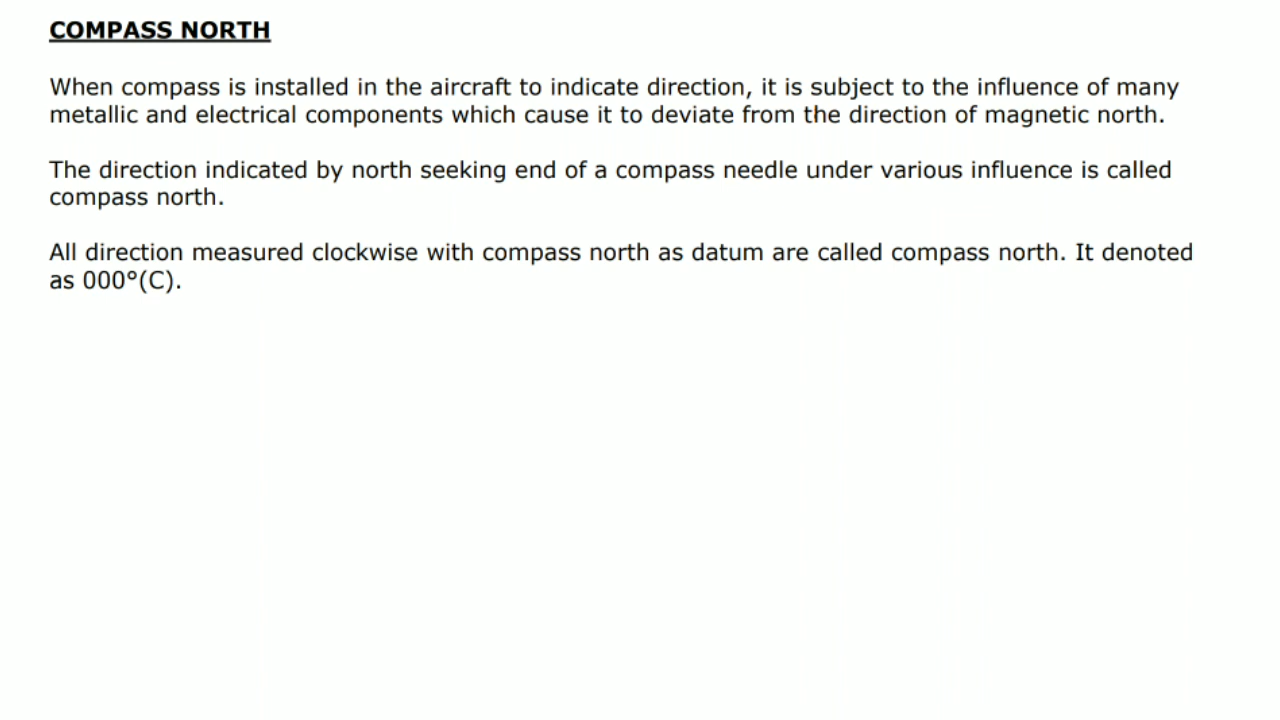 COMPASS NORTH
When compass is installed in the aircraft to indicate direction, it is subject to the influence of many
metallic and electrical components which cause it to deviate from the direction of magnetic north.
The direction indicated by north seeking end of a compass needle under various influence is called
compass north.
All direction measured clockwise with compass north as datum are called compass north. It denoted
as 000°(C).